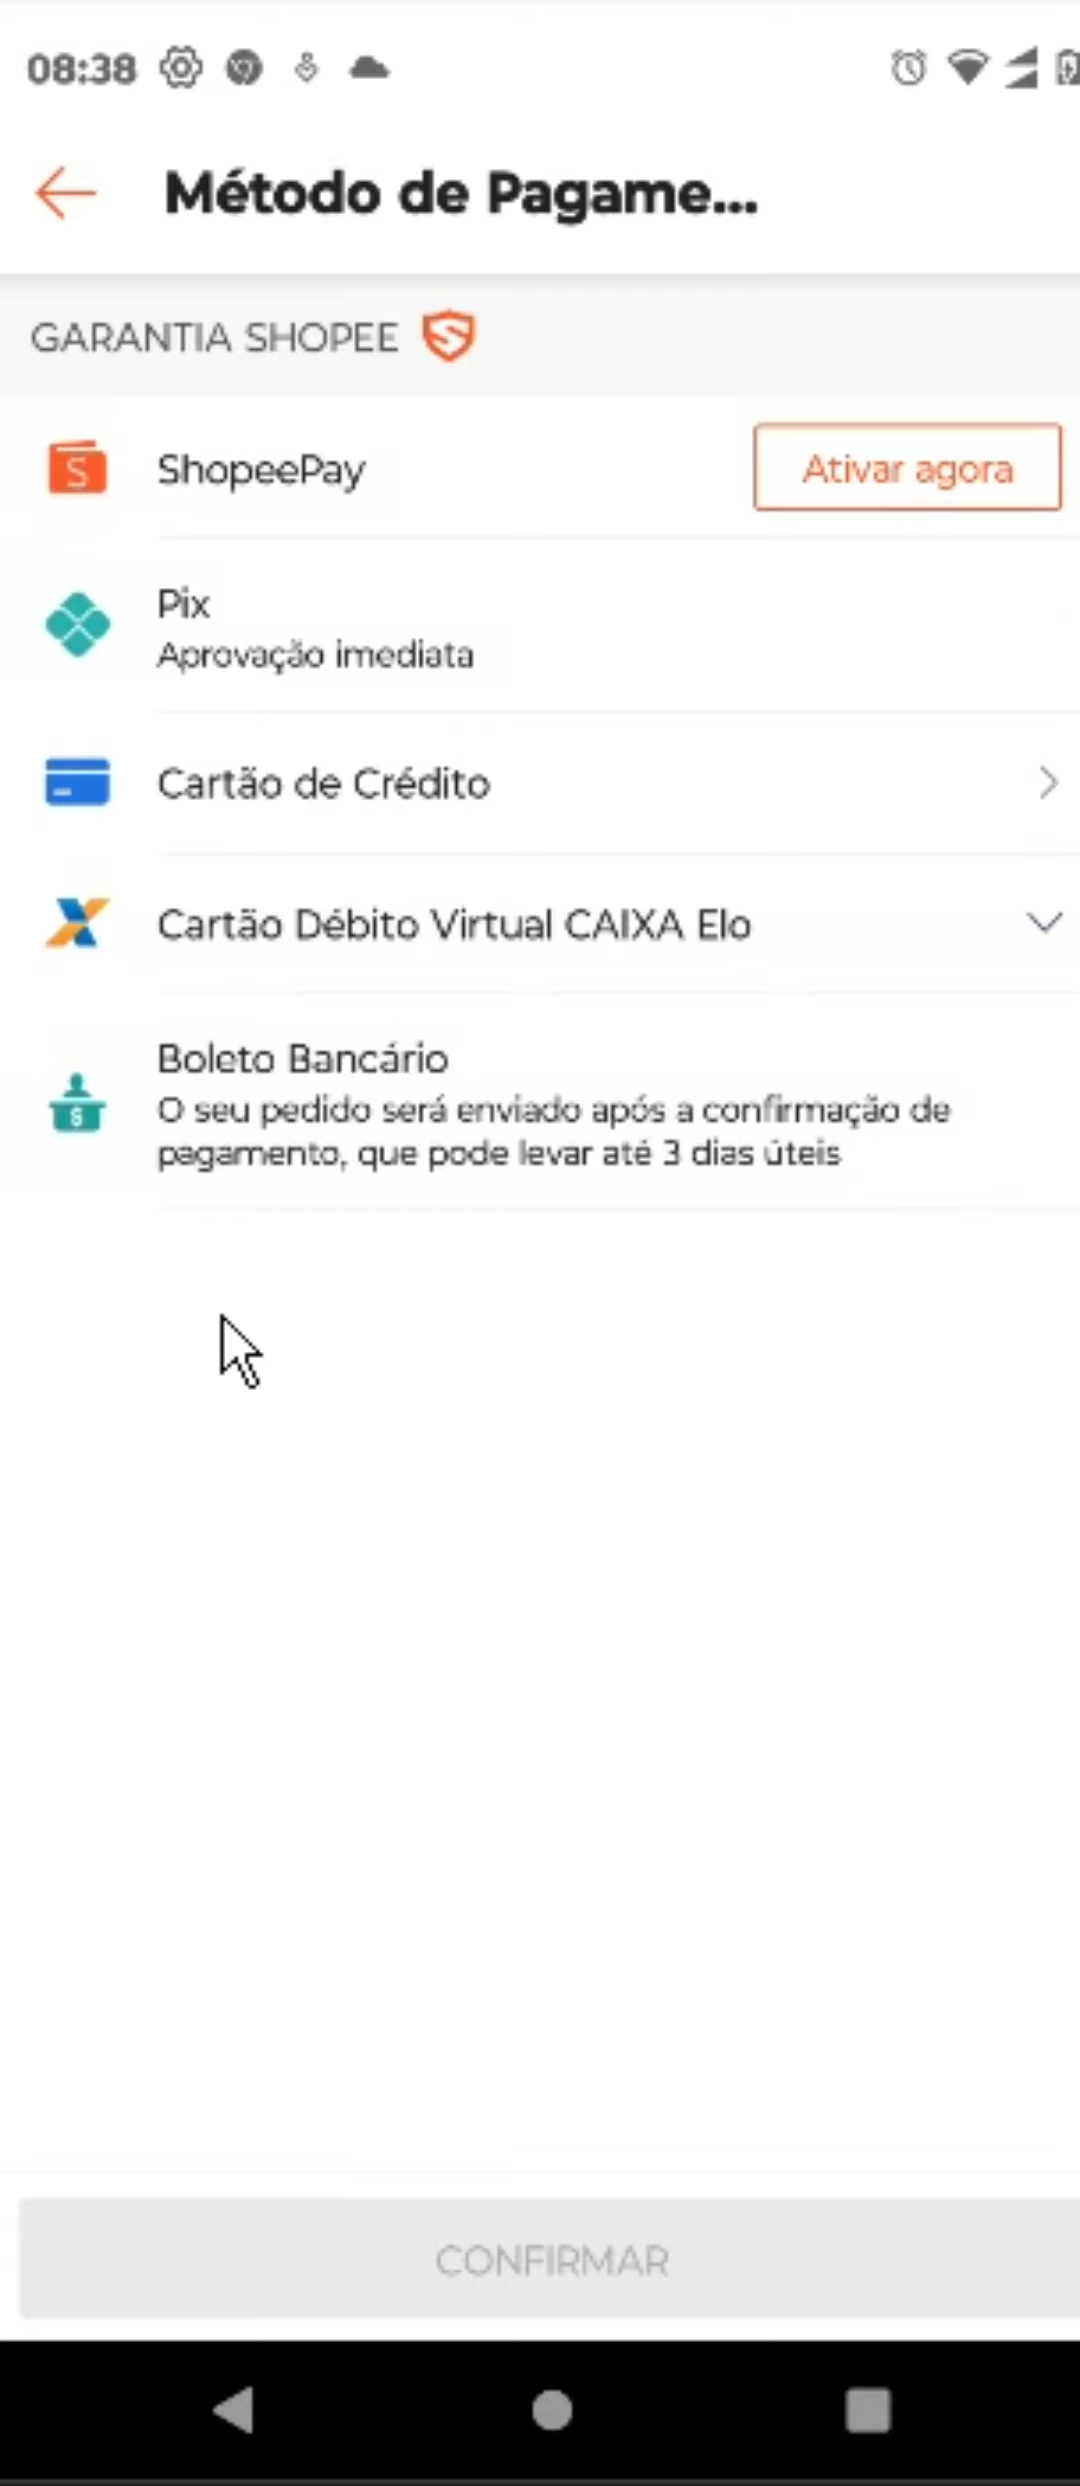 08:38
Método de Pagame...
GARANTIA SHOPEE
ShopeePay
Ativar agora
Pix
Aprovação imediata
Cartão de Crédito
Cartão Débito Virtual CAIXA Elo
Boleto Bancário
O seu pedido será enviado após a confirmação de
pagamento, que pode levar até 3 dias úteis
CONFIRMAR